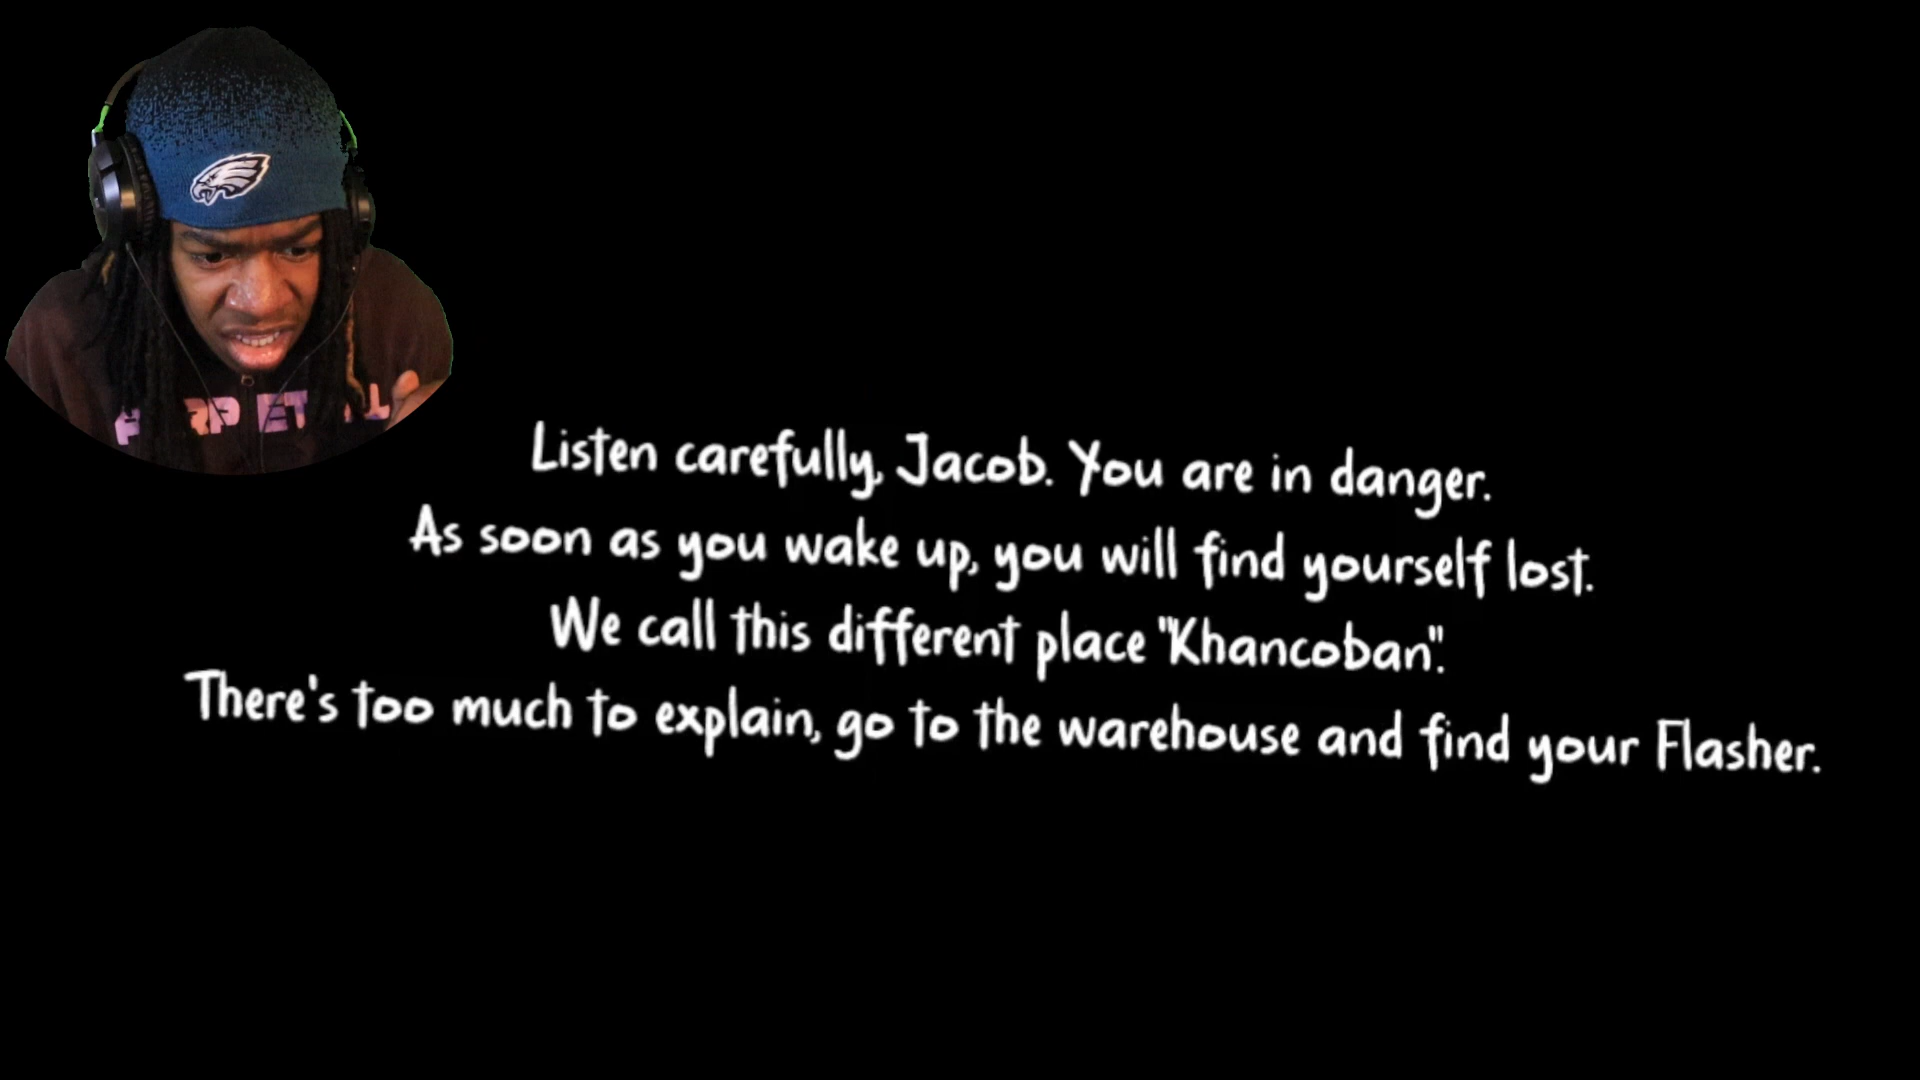 Listen carefully, Jacob. You are in danger.
As soon as you wake up, you will find yourself lost.
We call this different place "Khancoban".
There's too much to explain, go to the warehouse and find your Flasher.